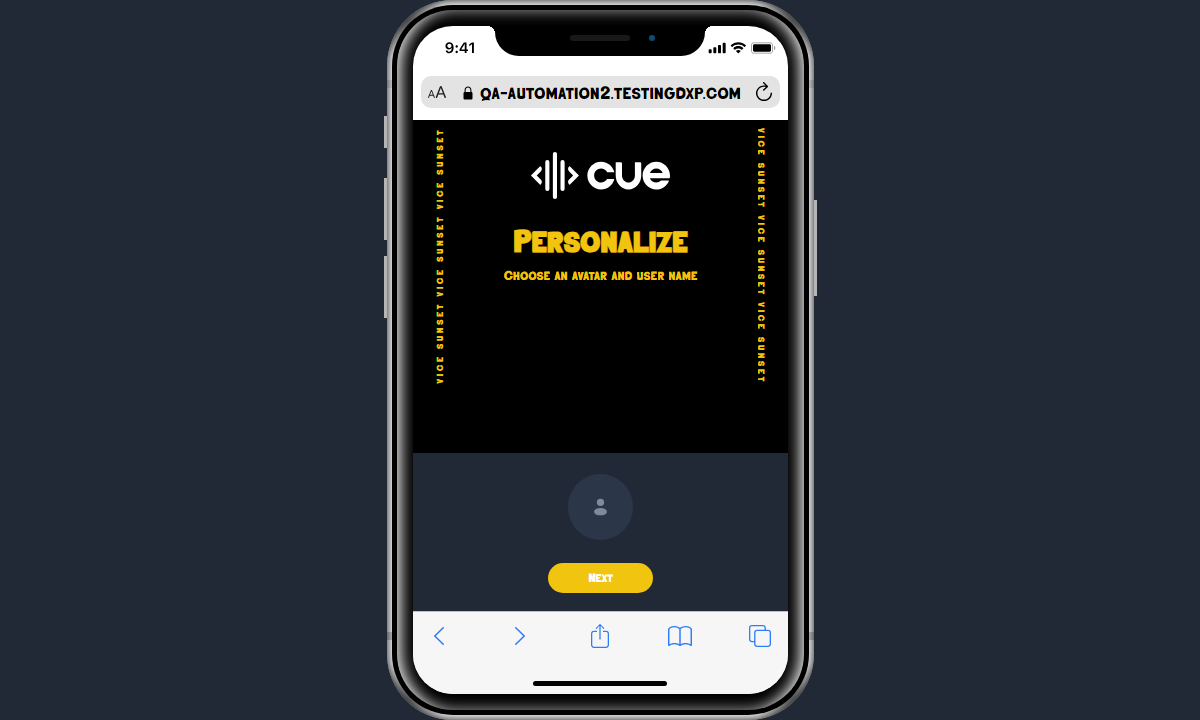 9:41
AA QA-AUTOMATION2.TESTINGDXP.COM
VICE SUNSET VICE SUNSET VICE SUNSET
VICE SUNSET VICE SUNSET VICE SUNSET
cue
PERSONALIZE
CHOOSE AN AVATAR AND USER NAME
NEXT